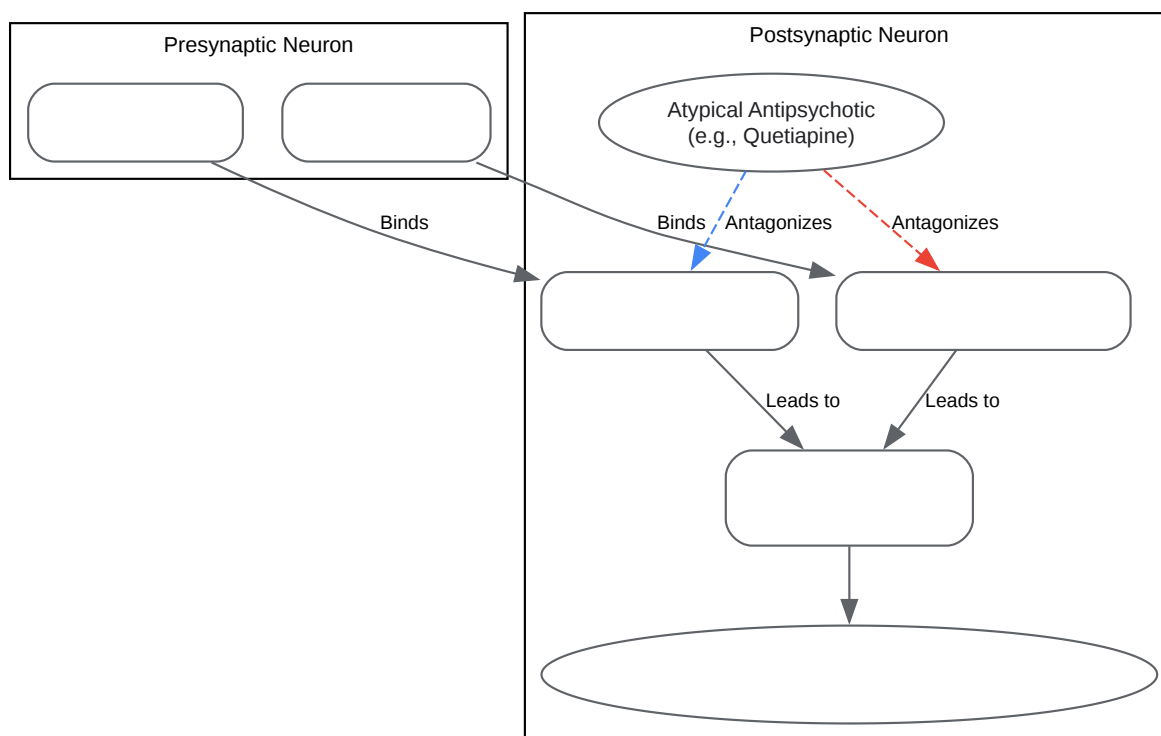 Presynaptic Neuron
Postsynaptic Neuron
Atypical Antipsychotic
(e.g., Quetiapine)
Binds
Binds
Antagonizes
Antagonizes
Leads to
Leads to